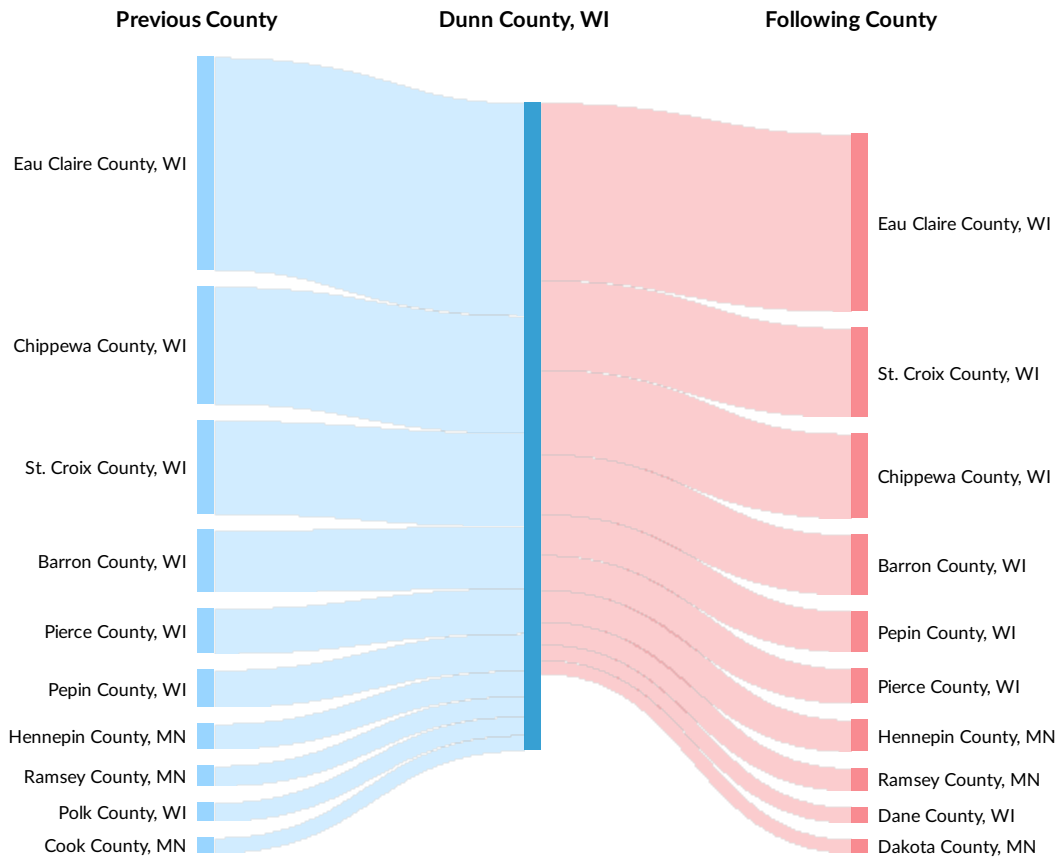 Previous County
Dunn County, WI
Following County
Eau Claire County, WI
Chippewa County, WI
St. Croix County, WI
Barron County, WI
Pierce County, WI
Pepin County, WI
Hennepin County, MN
Ramsey County, MN
Polk County, WI
Cook County, MN
Eau Claire County, WI
St. Croix County, WI
Chippewa County, WI
Barron County, WI
Pepin County, WI
Pierce County, WI
Hennepin County, MN
Ramsey County, MN
Dane County, WI
Dakota County, MN